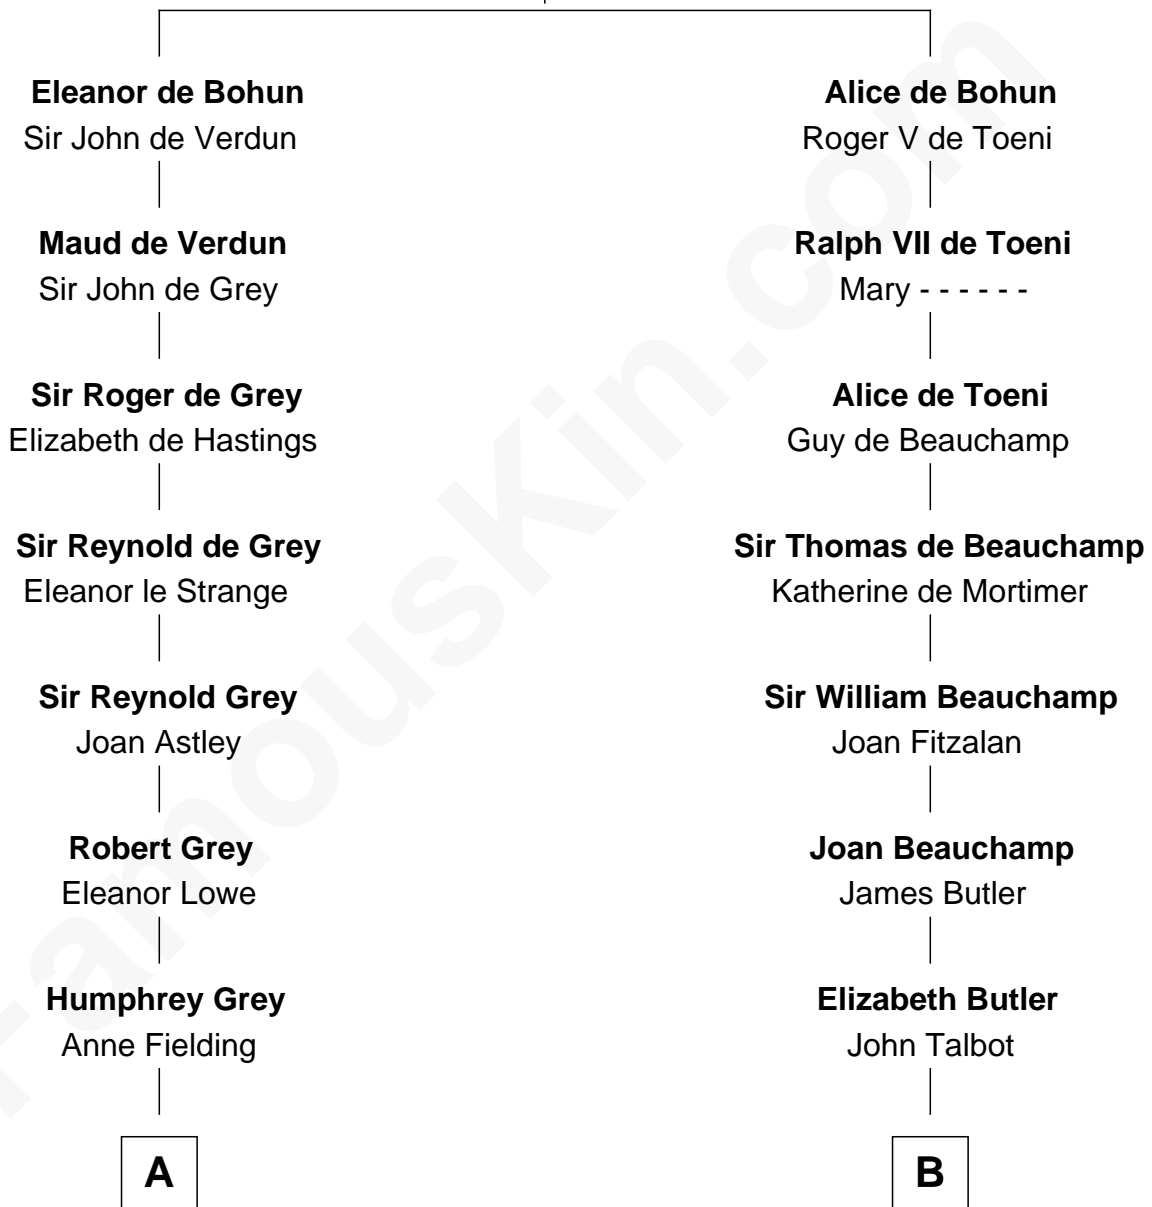 Eleanor de Bohun
Sir John de Verdun
Maud de Verdun
Sir John de Grey
Sir Roger de Grey
Elizabeth de Hastings
Sir Reynold de Grey
Eleanor le Strange
Sir Reynold Grey
Joan Astley
Robert Grey
Eleanor Lowe
Humphrey Grey
Anne Fielding
A
Alice de Bohun
Roger V de Toeni
Ralph VII de Toeni
Mary - - - - - -
Alice de Toeni
Guy de Beauchamp
Sir Thomas de Beauchamp
Katherine de Mortimer
Sir William Beauchamp
Joan Fitzalan
Joan Beauchamp
James Butler
Elizabeth Butler
John Talbot
B
FamousKin.com